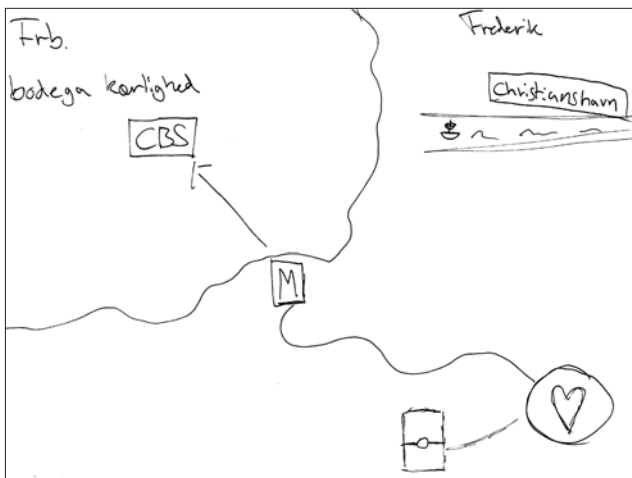 Frb.
Frederik
bodega kærlighed
Christianshavn
CBS
M